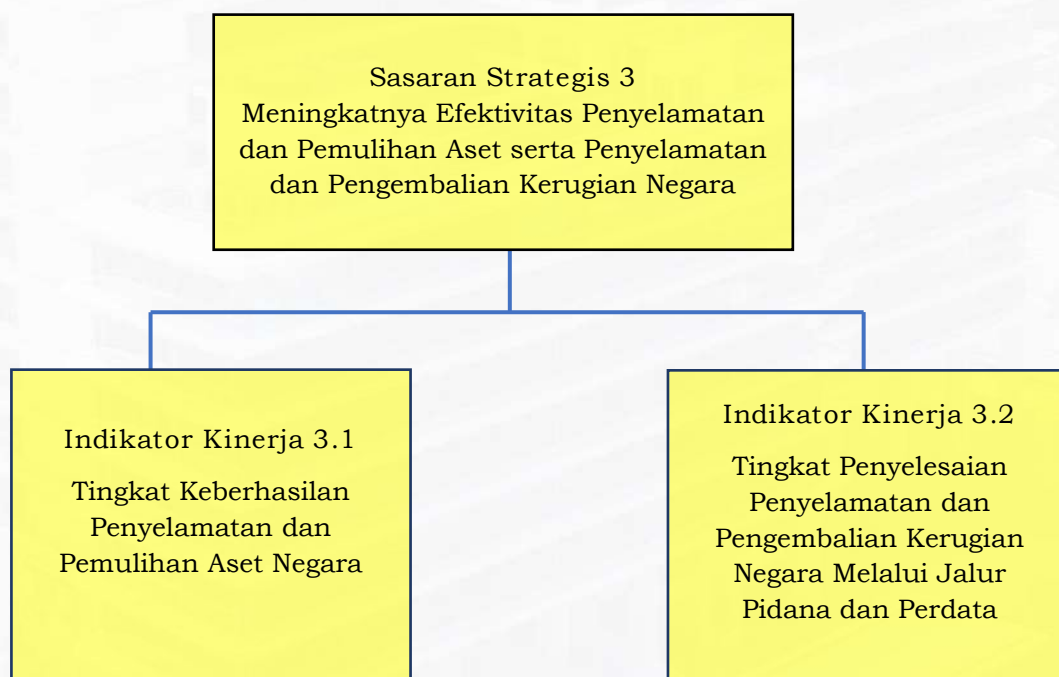 Sasaran Strategis 3
Meningkatnya Efektivitas Penyelamatan
dan Pemulihan Aset serta Penyelamatan
dan Pengembalian Kerugian Negara
Indikator Kinerja 3.1
Tingkat Keberhasilan
Penyelamatan dan
Pemulihan Aset Negara
Indikator Kinerja 3.2
Tingkat Penyelesaian
Penyelamatan dan
Pengembalian Kerugian
Negara Melalui Jalur
Pidana dan Perdata